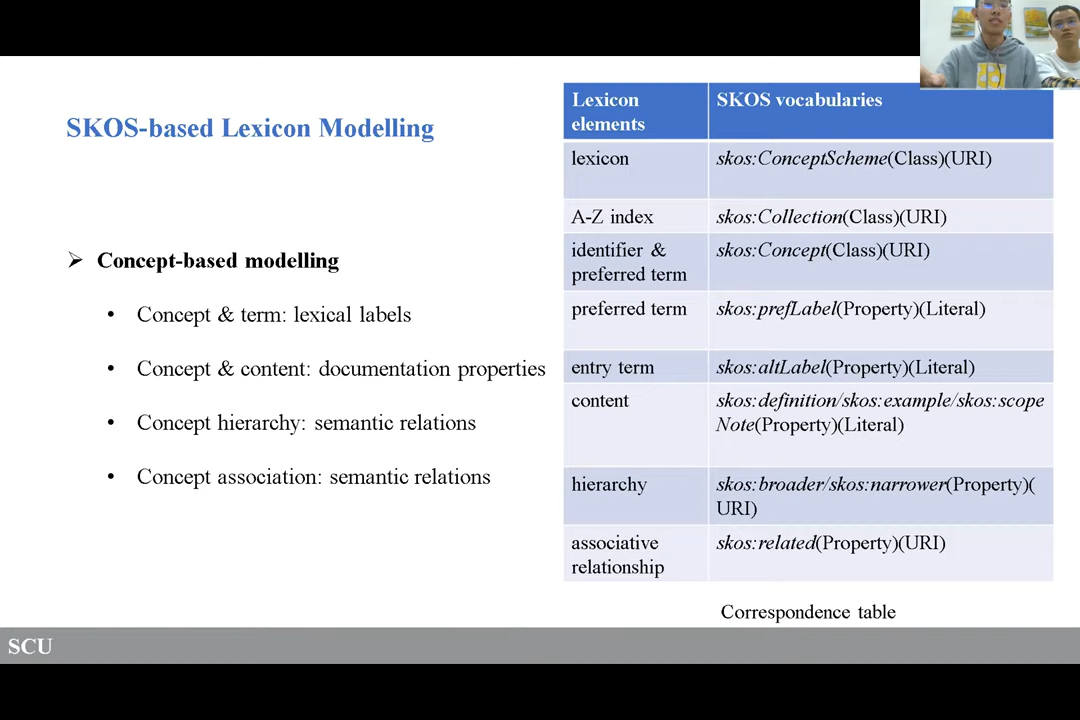 SKOS-based Lexicon Modelling
➢ Concept-based modelling
• Concept & term: lexical labels
• Concept & content: documentation properties
• Concept hierarchy: semantic relations
• Concept association: semantic relations
Lexicon
elements
SKOS vocabularies
lexicon
skos:ConceptScheme(Class)(URI)
A-Z index
skos:Collection(Class)(URI)
identifier &
preferred term
skos:Concept(Class)(URI)
preferred term
skos:prefLabel(Property)(Literal)
entry term
skos:altLabel(Property)(Literal)
content
skos:definition/skos:example/skos:scope
Note(Property)(Literal)
hierarchy
skos:broader/skos:narrower(Property)(
URI)
associative
relationship
skos:related(Property)(URI)
Correspondence table
SCU